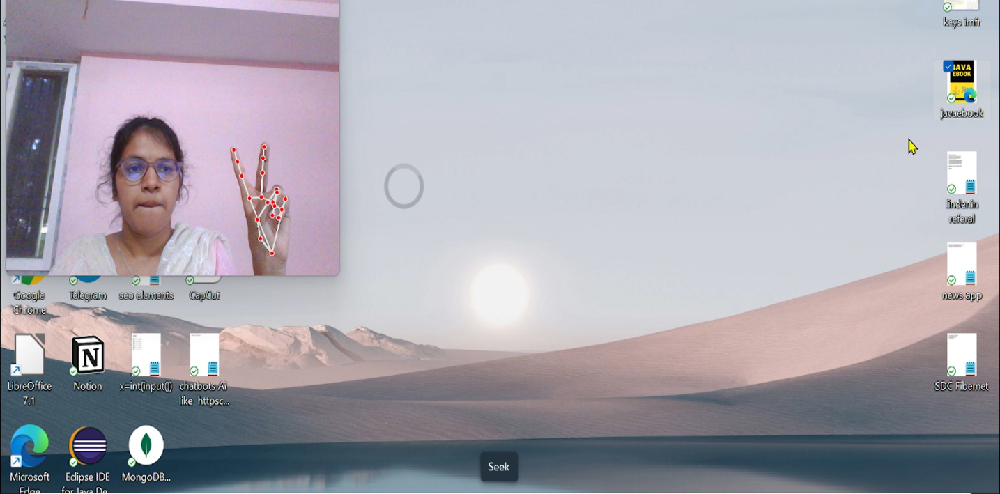 keys imfr
JAVA
EBOOK
javaebook
lindenin
referal
Google
Chrome
Telegram
seo elements
CapCut
news app
LibreOffice
7.1
Notion
x=int(input())
chatbots Ai
like httpsc...
SDC Fibernet
Microsoft
Edge
Eclipse IDE
for Java De...
MongoDB...
Seek